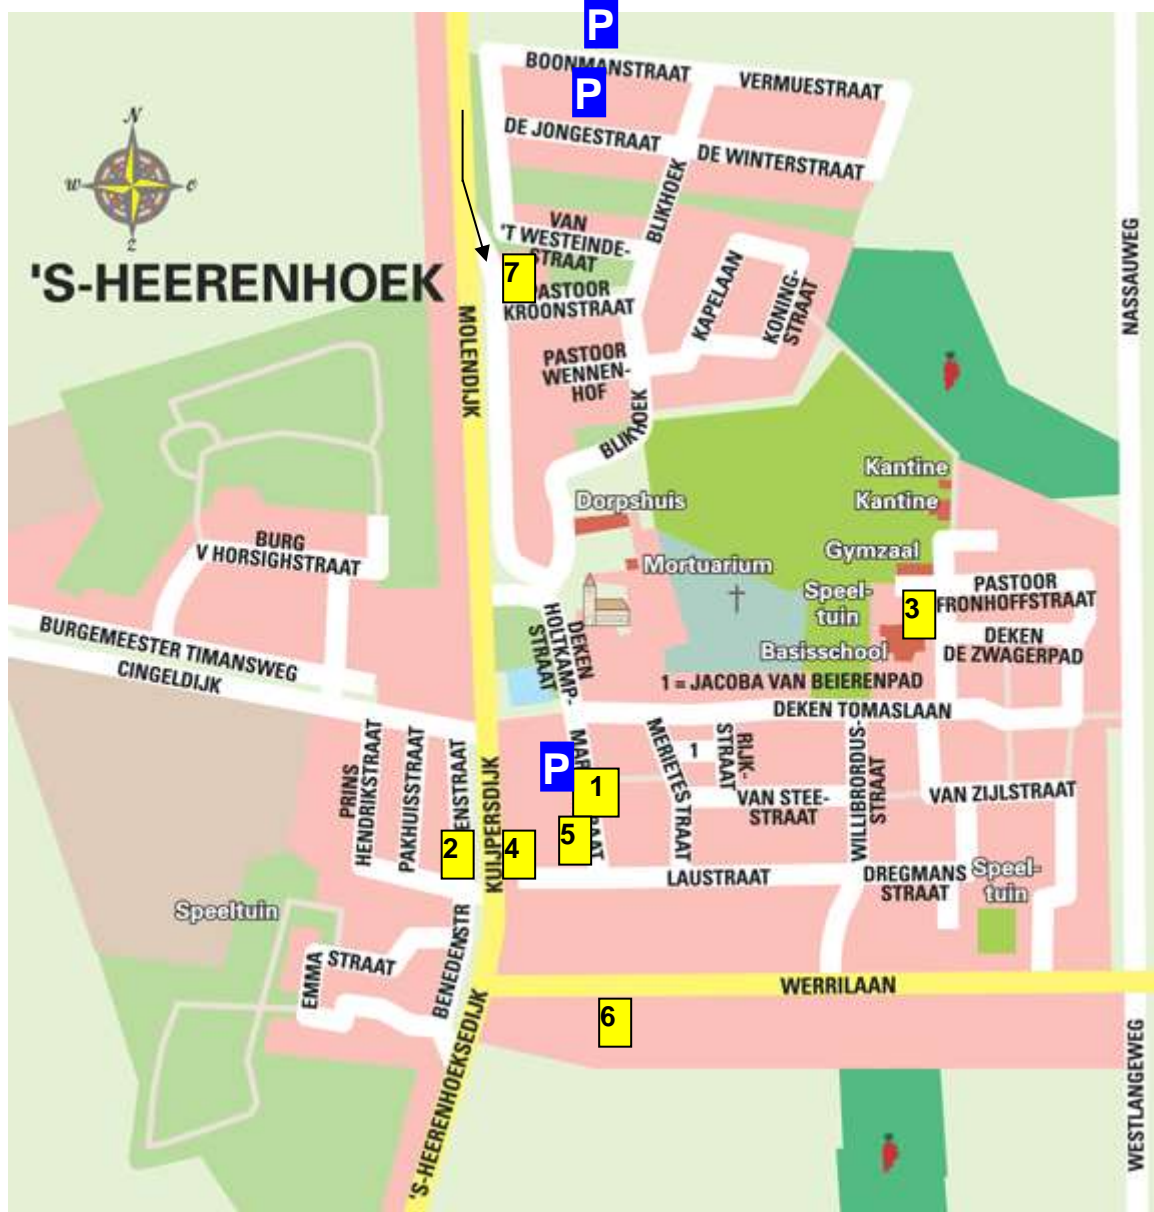 P
BOONMANSTRAAT
VERMUESTRAAT
P
N
W
O
Z
DE JONGESTRAAT
DE WINTERSTRAAT
BLIKHOEK
VAN
'T WESTEINDE-
STRAAT
'S-HEERENHOEK
7
PASTOOR
KROONSTRAAT
KAPELAAN
KONING-
STRAAT
NASSAUWEG
MOLENDIJK
PASTOOR
WENNEN-
HOF
BLIKHOEK
Kantine
Kantine
Dorpshuis
BURG
V HORSIGHSTRAAT
Gymzaal
Mortuarium
Speel-
tuin
3
PASTOOR
FRONHOFFSTRAAT
DEKEN
DE ZWAGERPAD
BURGEMEESTER TIMANSWEG
CINGELDIJK
DEKEN
HOLTKAMP-
STRAAT
Basisschool
1 = JACOBA VAN BEIERENPAD
DEKEN TOMASLAAN
PRINS
HENDRIKSTRAAT
PAKHUISSTRAAT
ENSTRAAT
KUIJPERSDIJK
P
MAR
RAAT
1
MERIETESTRAAT
1
RIJK-
STRAAT
VAN STEE-
STRAAT
WILLIBRORDUS-
STRAAT
VAN ZIJLSTRAAT
2
4
5
LAUSTRAAT
DREGMANS
STRAAT
Speel-
tuin
Speeltuin
EMMA
STRAAT
BENEDENSTR
WERRILAAN
6
'S-HEERENHOEKSEDIJK
WESTLANGEWEG